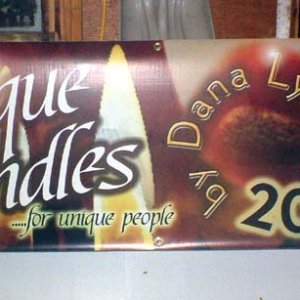 que
ndles
.....for unique people
by Dana Ly
20